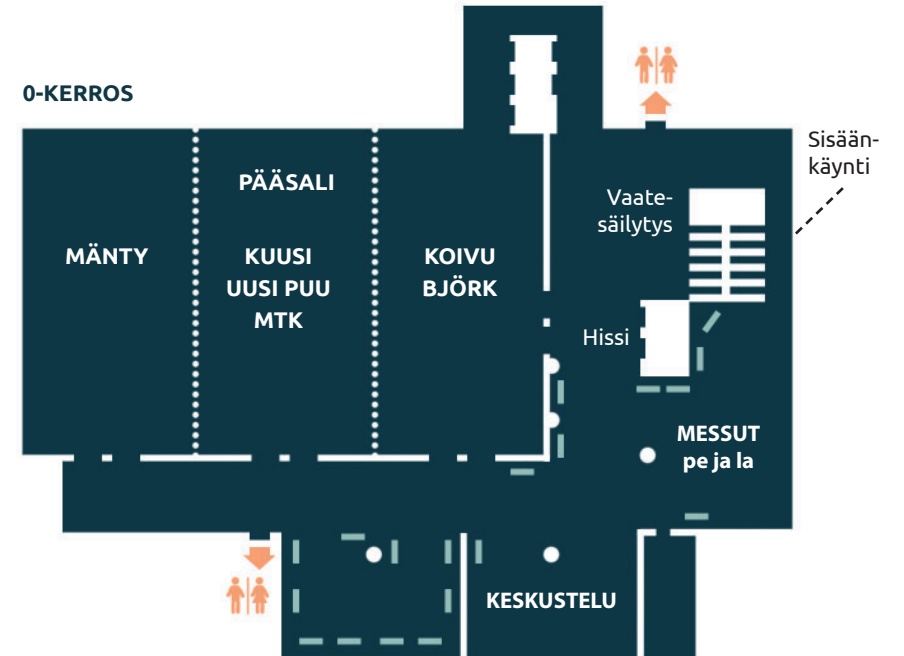 0-KERROS
Sisään-
käynti
PÄÄSALI
Vaate-
säilytys
MÄNTY
KUUSI
UUSI PUU
MTK
KOIVU
BJÖRK
Hissi
MESSUT
pe ja la
KESKUSTELU